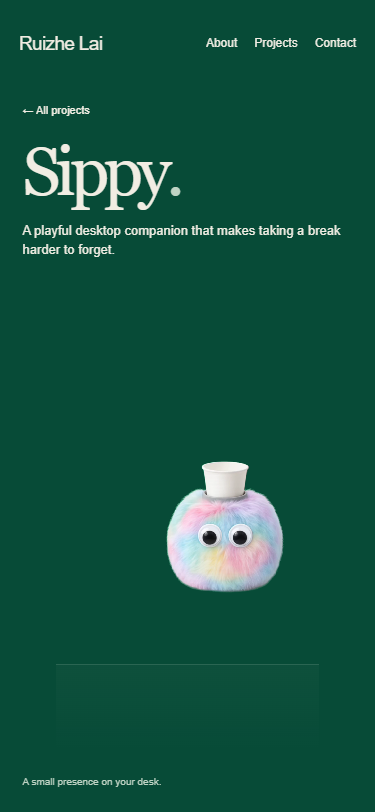 Ruizhe Lai
About Projects Contact
← All projects
Sippy.
A playful desktop companion that makes taking a break
harder to forget.
A small presence on your desk.